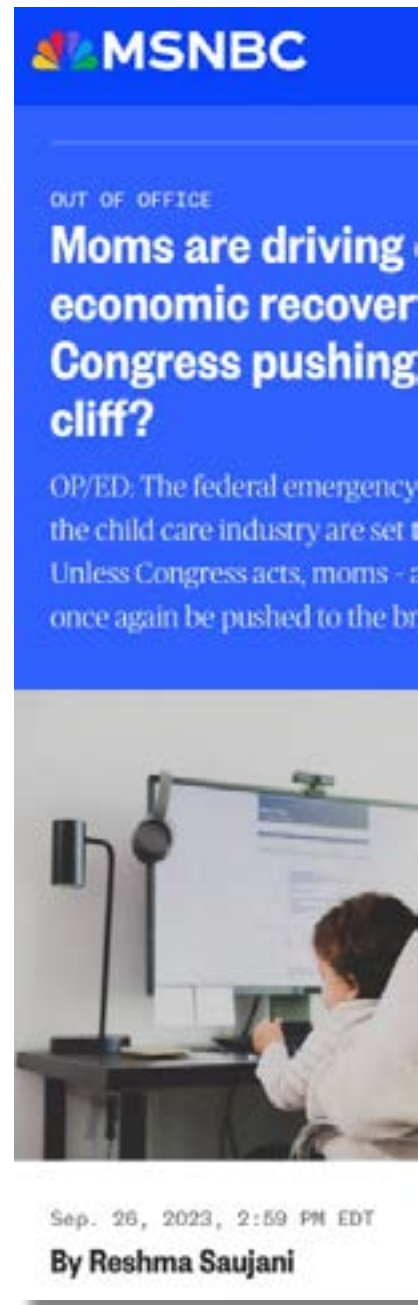 MSNBC
OUT OF OFFICE
Moms are driving
economic recover
Congress pushing
cliff?
OP/ED: The federal emergency
the child care industry are set
Unless Congress acts, moms - a
once again be pushed to the br
Sep. 26, 2023, 2:59 PM EDT
By Reshma Saujani